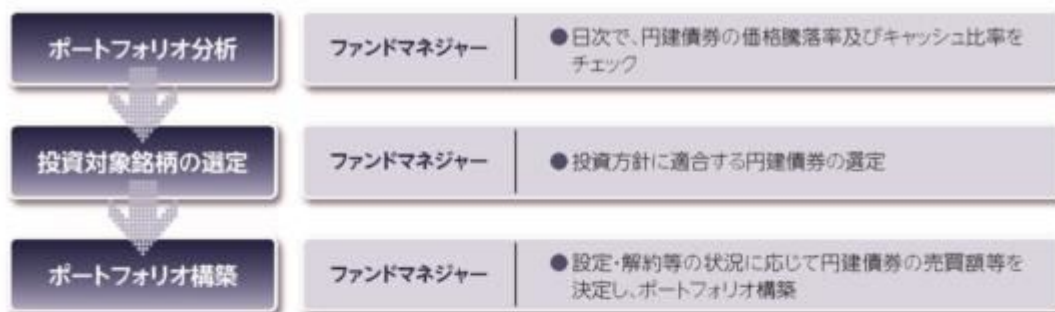 ポートフォリオ分析
ファンドマネジャー
●日次で、円建債券の価格騰落率及びキャッシュ比率を
チェック
投資対象銘柄の選定
ファンドマネジャー
●投資方針に適合する円建債券の選定
ポートフォリオ構築
ファンドマネジャー
●設定・解約等の状況に応じて円建債券の売買額等を
決定し、ポートフォリオ構築